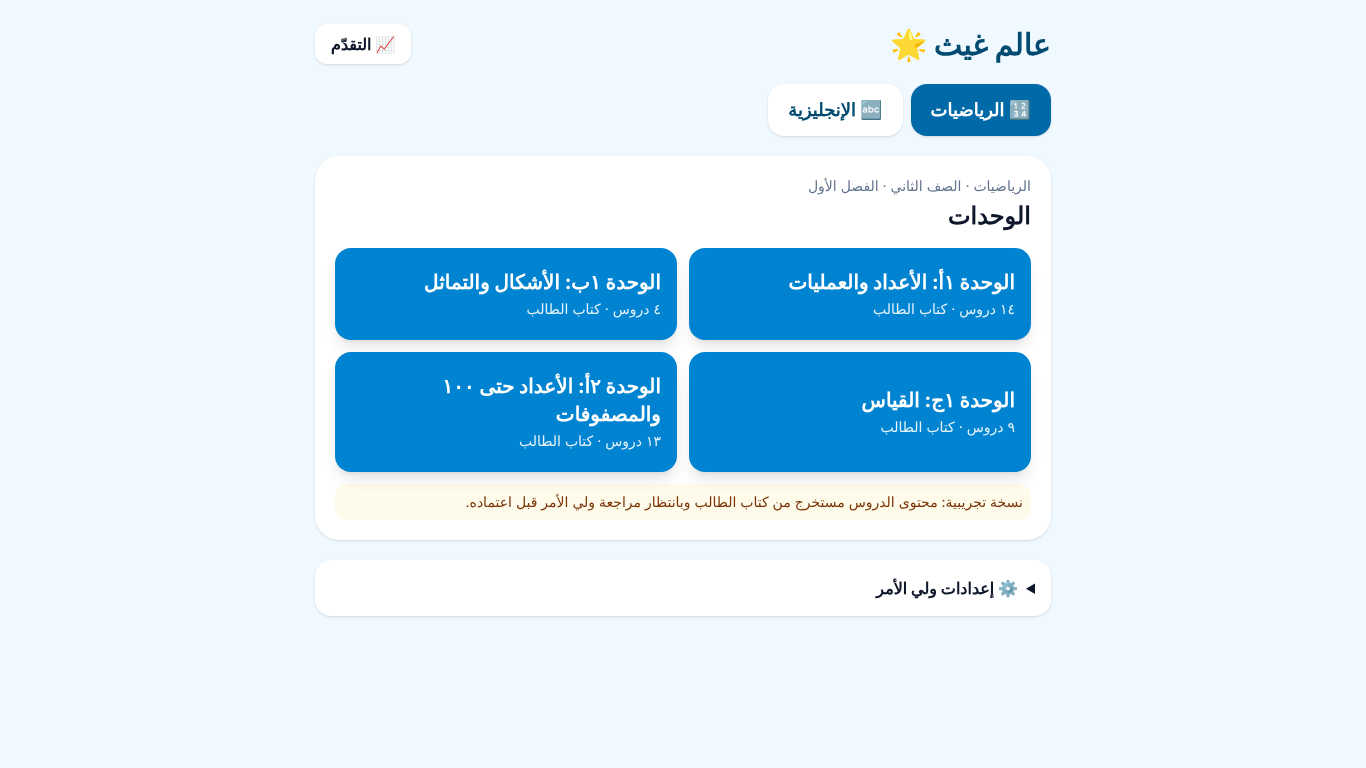 عالم غيث 🌟
📈 التقدّم
🔢 الرياضيات
🔤 الإنجليزية
الرياضيات · الصف الثاني · الفصل الأول
الوحدات
الوحدة ١أ: الأعداد والعمليات
١٤ دروس · كتاب الطالب
الوحدة ١ب: الأشكال والتماثل
٤ دروس · كتاب الطالب
الوحدة ١ج: القياس
٩ دروس · كتاب الطالب
الوحدة ٢أ: الأعداد حتى ١٠٠
والمصفوفات
١٣ دروس · كتاب الطالب
نسخة تجريبية: محتوى الدروس مستخرج من كتاب الطالب وبانتظار مراجعة ولي الأمر قبل اعتماده.
⚙️ إعدادات ولي الأمر